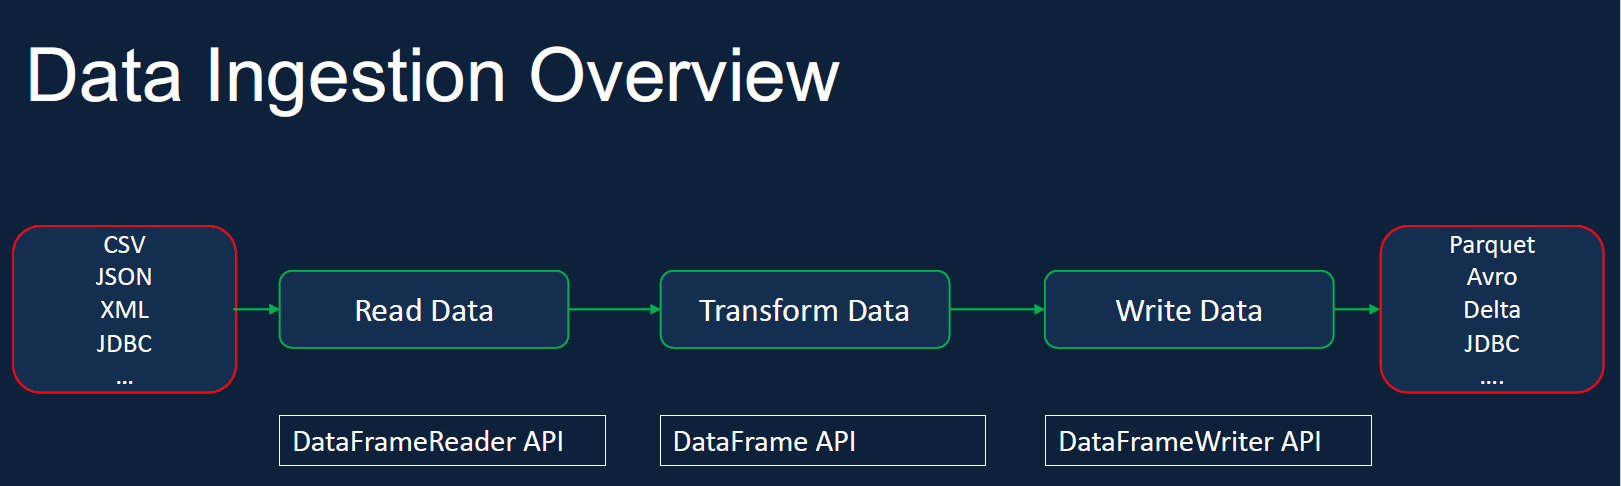 Data Ingestion Overview
CSV
JSON
XML
JDBC
...
Read Data
Transform Data
Write Data
Parquet
Avro
Delta
JDBC
....
DataFrameReader API
DataFrame API
DataFrameWriter API